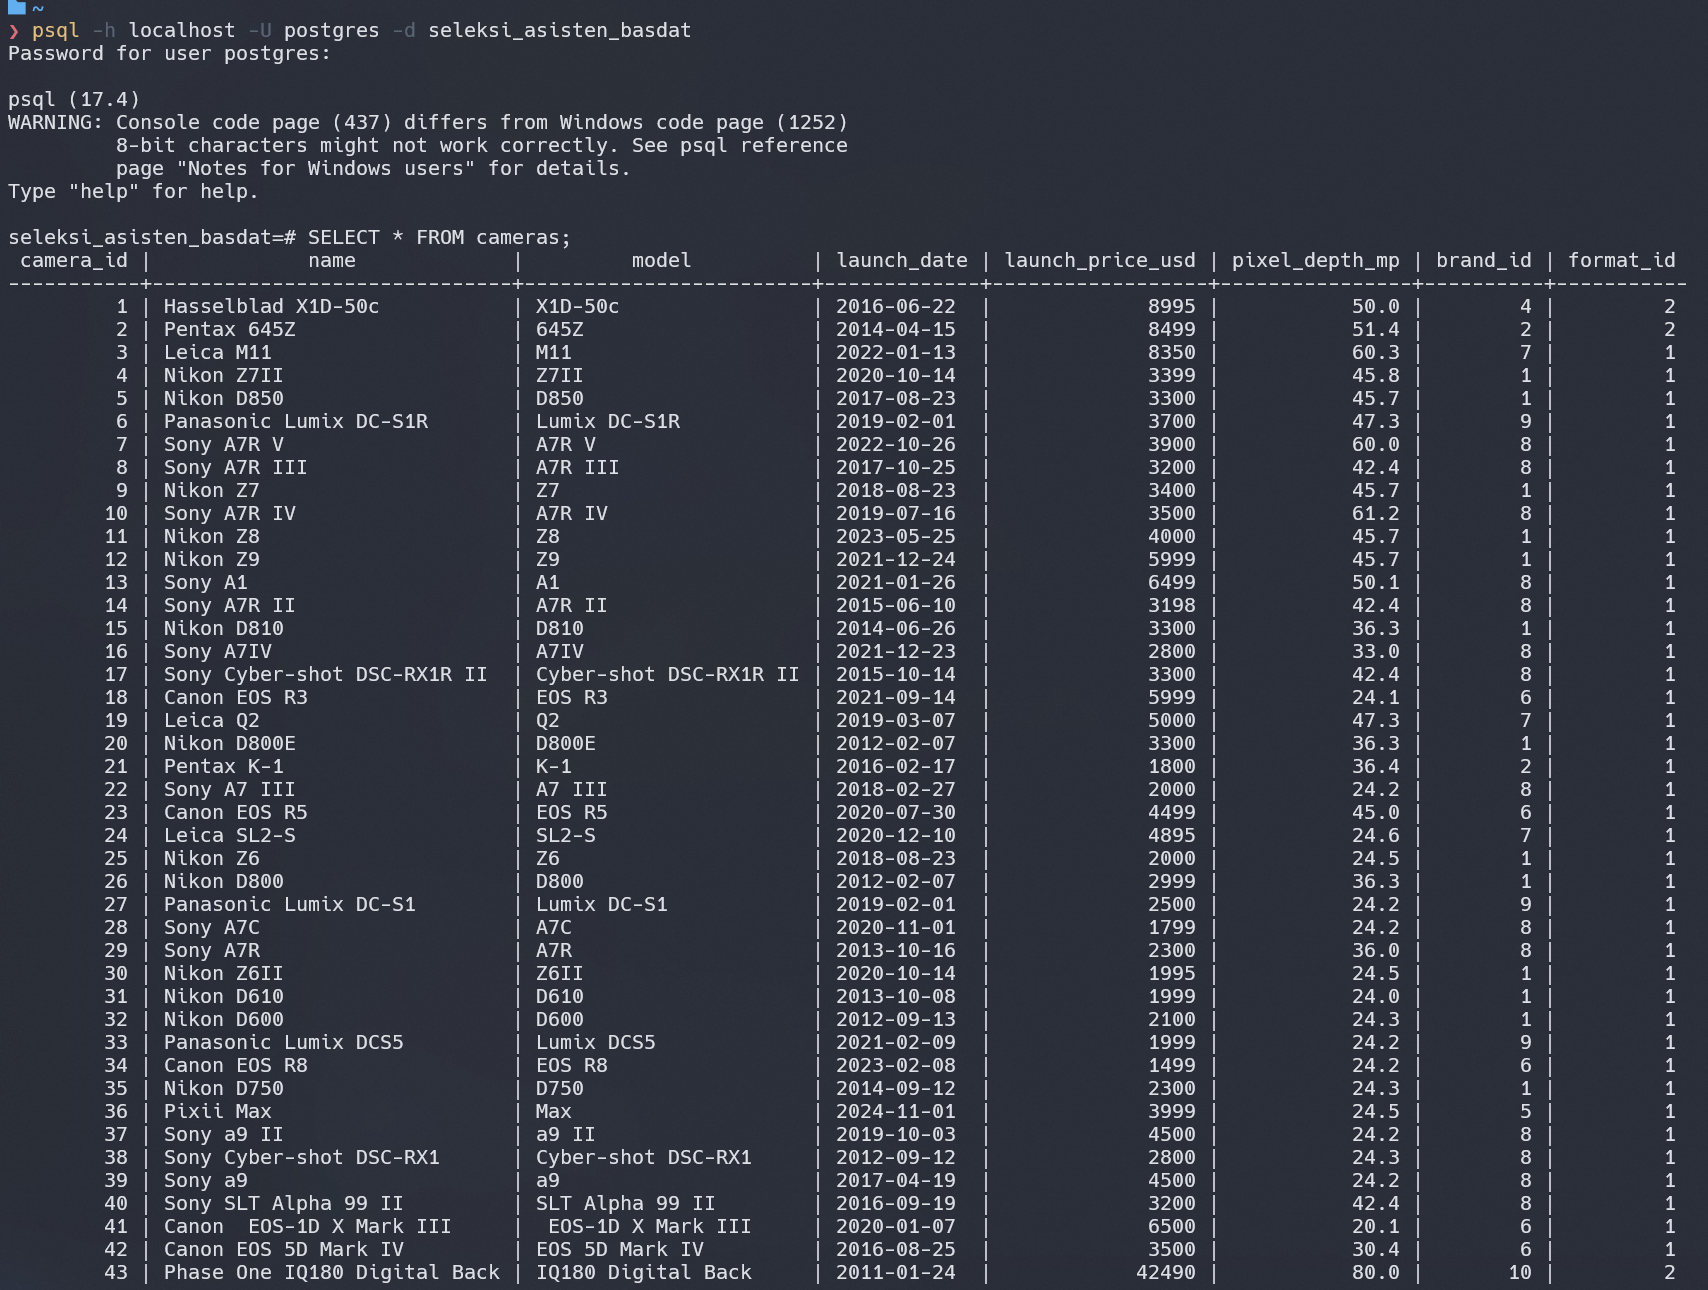 ~
❯ psql -h localhost -U postgres -d seleksi_asisten_basdat
Password for user postgres:
psql (17.4)
WARNING: Console code page (437) differs from Windows code page (1252)
         8-bit characters might not work correctly. See psql reference
         page "Notes for Windows users" for details.
Type "help" for help.
seleksi_asisten_basdat=# SELECT * FROM cameras;
 camera_id |             name              |         model          | launch_date | launch_price_usd | pixel_depth_mp | brand_id | format_id
-----------+-------------------------------+------------------------+-------------+------------------+----------------+----------+-----------
         1 | Hasselblad X1D-50c            | X1D-50c                | 2016-06-22  |             8995 |           50.0 |        4 |         2
         2 | Pentax 645Z                   | 645Z                   | 2014-04-15  |             8499 |           51.4 |        2 |         2
         3 | Leica M11                     | M11                    | 2022-01-13  |             8350 |           60.3 |        7 |         1
         4 | Nikon Z7II                    | Z7II                   | 2020-10-14  |             3399 |           45.8 |        1 |         1
         5 | Nikon D850                    | D850                   | 2017-08-23  |             3300 |           45.7 |        1 |         1
         6 | Panasonic Lumix DC-S1R        | Lumix DC-S1R           | 2019-02-01  |             3700 |           47.3 |        9 |         1
         7 | Sony A7R V                    | A7R V                  | 2022-10-26  |             3900 |           60.0 |        8 |         1
         8 | Sony A7R III                  | A7R III                | 2017-10-25  |             3200 |           42.4 |        8 |         1
         9 | Nikon Z7                      | Z7                     | 2018-08-23  |             3400 |           45.7 |        1 |         1
        10 | Sony A7R IV                   | A7R IV                 | 2019-07-16  |             3500 |           61.2 |        8 |         1
        11 | Nikon Z8                      | Z8                     | 2023-05-25  |             4000 |           45.7 |        1 |         1
        12 | Nikon Z9                      | Z9                     | 2021-12-24  |             5999 |           45.7 |        1 |         1
        13 | Sony A1                       | A1                     | 2021-01-26  |             6499 |           50.1 |        8 |         1
        14 | Sony A7R II                   | A7R II                 | 2015-06-10  |             3198 |           42.4 |        8 |         1
        15 | Nikon D810                    | D810                   | 2014-06-26  |             3300 |           36.3 |        1 |         1
        16 | Sony A7IV                     | A7IV                   | 2021-12-23  |             2800 |           33.0 |        8 |         1
        17 | Sony Cyber-shot DSC-RX1R II   | Cyber-shot DSC-RX1R II | 2015-10-14  |             3300 |           42.4 |        8 |         1
        18 | Canon EOS R3                  | EOS R3                 | 2021-09-14  |             5999 |           24.1 |        6 |         1
        19 | Leica Q2                      | Q2                     | 2019-03-07  |             5000 |           47.3 |        7 |         1
        20 | Nikon D800E                   | D800E                  | 2012-02-07  |             3300 |           36.3 |        1 |         1
        21 | Pentax K-1                    | K-1                    | 2016-02-17  |             1800 |           36.4 |        2 |         1
        22 | Sony A7 III                   | A7 III                 | 2018-02-27  |             2000 |           24.2 |        8 |         1
        23 | Canon EOS R5                  | EOS R5                 | 2020-07-30  |             4499 |           45.0 |        6 |         1
        24 | Leica SL2-S                   | SL2-S                  | 2020-12-10  |             4895 |           24.6 |        7 |         1
        25 | Nikon Z6                      | Z6                     | 2018-08-23  |             2000 |           24.5 |        1 |         1
        26 | Nikon D800                    | D800                   | 2012-02-07  |             2999 |           36.3 |        1 |         1
        27 | Panasonic Lumix DC-S1         | Lumix DC-S1            | 2019-02-01  |             2500 |           24.2 |        9 |         1
        28 | Sony A7C                      | A7C                    | 2020-11-01  |             1799 |           24.2 |        8 |         1
        29 | Sony A7R                      | A7R                    | 2013-10-16  |             2300 |           36.0 |        8 |         1
        30 | Nikon Z6II                    | Z6II                   | 2020-10-14  |             1995 |           24.5 |        1 |         1
        31 | Nikon D610                    | D610                   | 2013-10-08  |             1999 |           24.0 |        1 |         1
        32 | Nikon D600                    | D600                   | 2012-09-13  |             2100 |           24.3 |        1 |         1
        33 | Panasonic Lumix DCS5          | Lumix DCS5             | 2021-02-09  |             1999 |           24.2 |        9 |         1
        34 | Canon EOS R8                  | EOS R8                 | 2023-02-08  |             1499 |           24.2 |        6 |         1
        35 | Nikon D750                    | D750                   | 2014-09-12  |             2300 |           24.3 |        1 |         1
        36 | Pixii Max                     | Max                    | 2024-11-01  |             3999 |           24.5 |        5 |         1
        37 | Sony a9 II                    | a9 II                  | 2019-10-03  |             4500 |           24.2 |        8 |         1
        38 | Sony Cyber-shot DSC-RX1       | Cyber-shot DSC-RX1     | 2012-09-12  |             2800 |           24.3 |        8 |         1
        39 | Sony a9                       | a9                     | 2017-04-19  |             4500 |           24.2 |        8 |         1
        40 | Sony SLT Alpha 99 II          | SLT Alpha 99 II        | 2016-09-19  |             3200 |           42.4 |        8 |         1
        41 | Canon  EOS-1D X Mark III      |  EOS-1D X Mark III     | 2020-01-07  |             6500 |           20.1 |        6 |         1
        42 | Canon EOS 5D Mark IV          | EOS 5D Mark IV         | 2016-08-25  |             3500 |           30.4 |        6 |         1
        43 | Phase One IQ180 Digital Back  | IQ180 Digital Back     | 2011-01-24  |            42490 |           80.0 |       10 |         2